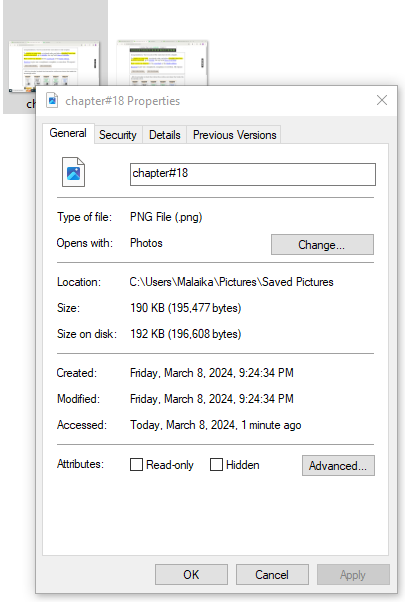 ch
chapter#18 Properties
General Security Details Previous Versions
chapter#18
Type of file: PNG File (.png)
Opens with: Photos Change...
Location: C:\Users\Malaika\Pictures\Saved Pictures
Size: 190 KB (195,477 bytes)
Size on disk: 192 KB (196,608 bytes)
Created: Friday, March 8, 2024, 9:24:34 PM
Modified: Friday, March 8, 2024, 9:24:34 PM
Accessed: Today, March 8, 2024, 1 minute ago
Attributes: Read-only Hidden Advanced...
OK Cancel Apply